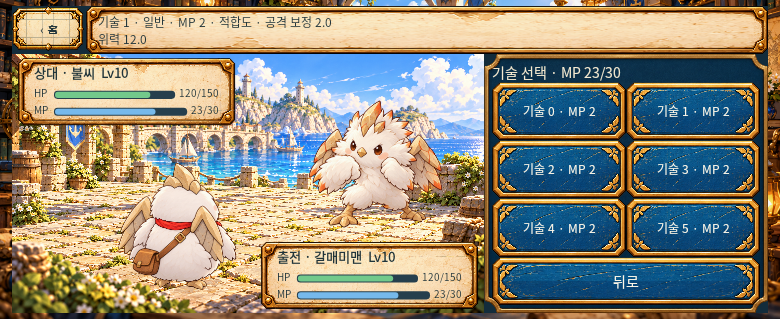 ‹ 홈
기술 1 · 일반 · MP 2 · 적합도 · 공격 보정 2.0
위력 12.0
상대 · 불씨 Lv10
HP 120/150
MP 23/30
기술 선택 · MP 23/30
기술 0 · MP 2
기술 1 · MP 2
기술 2 · MP 2
기술 3 · MP 2
기술 4 · MP 2
기술 5 · MP 2
뒤로
출전 · 갈매미맨 Lv10
HP 120/150
MP 23/30